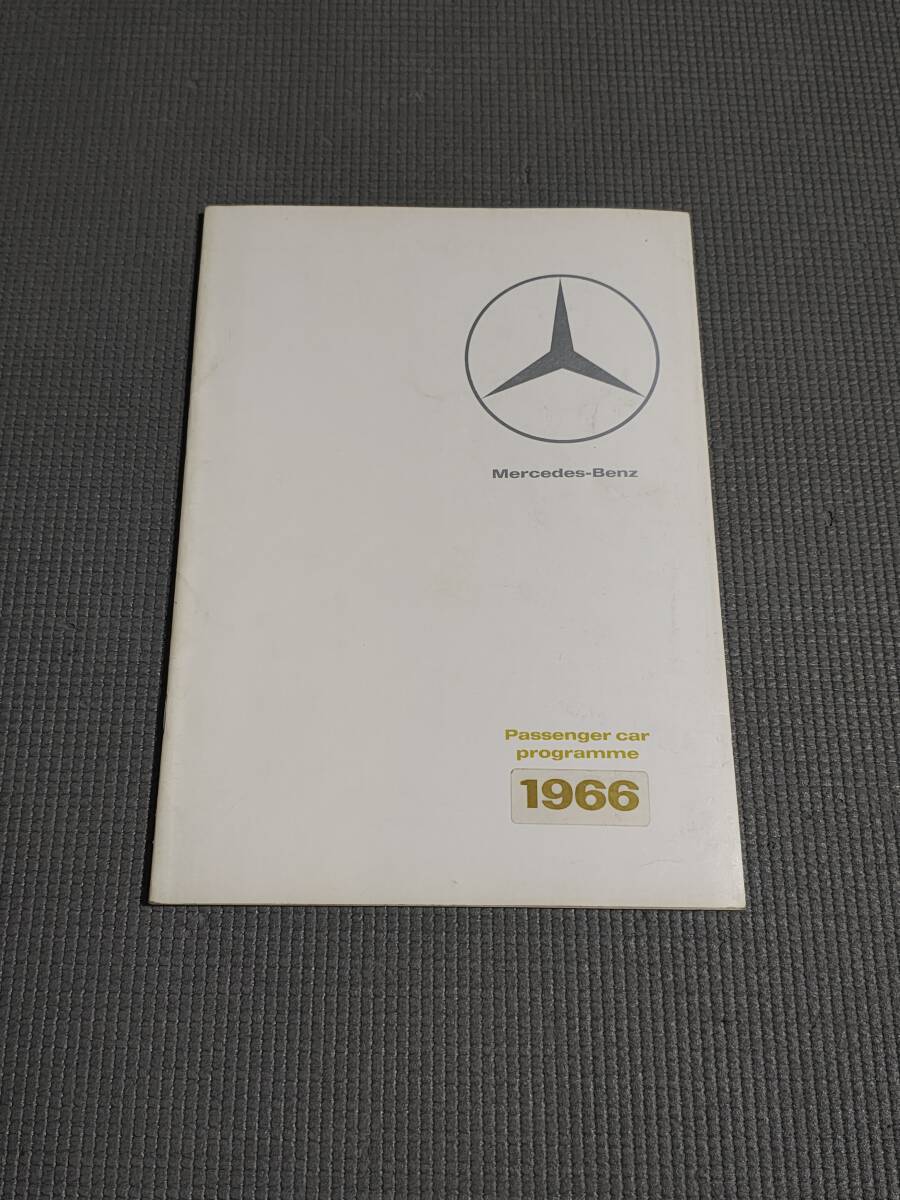 Mercedes-Benz
Passenger car
programme
1966